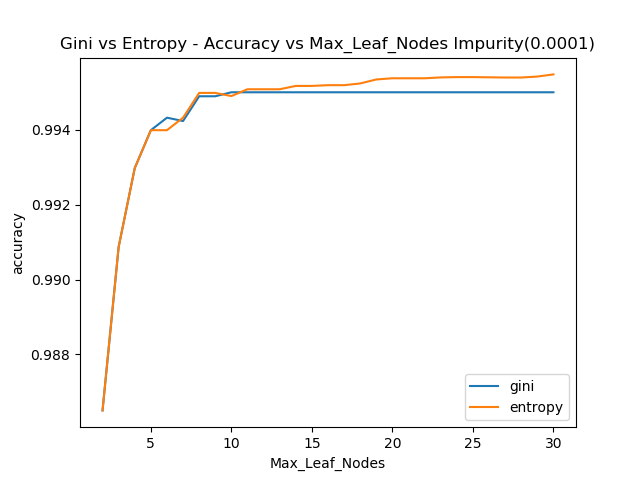 Gini vs Entropy - Accuracy vs Max_Leaf_Nodes Impurity(0.0001)
0.994
0.992
0.990
0.988
accuracy
5 10 15 20 25 30
Max_Leaf_Nodes
gini
entropy